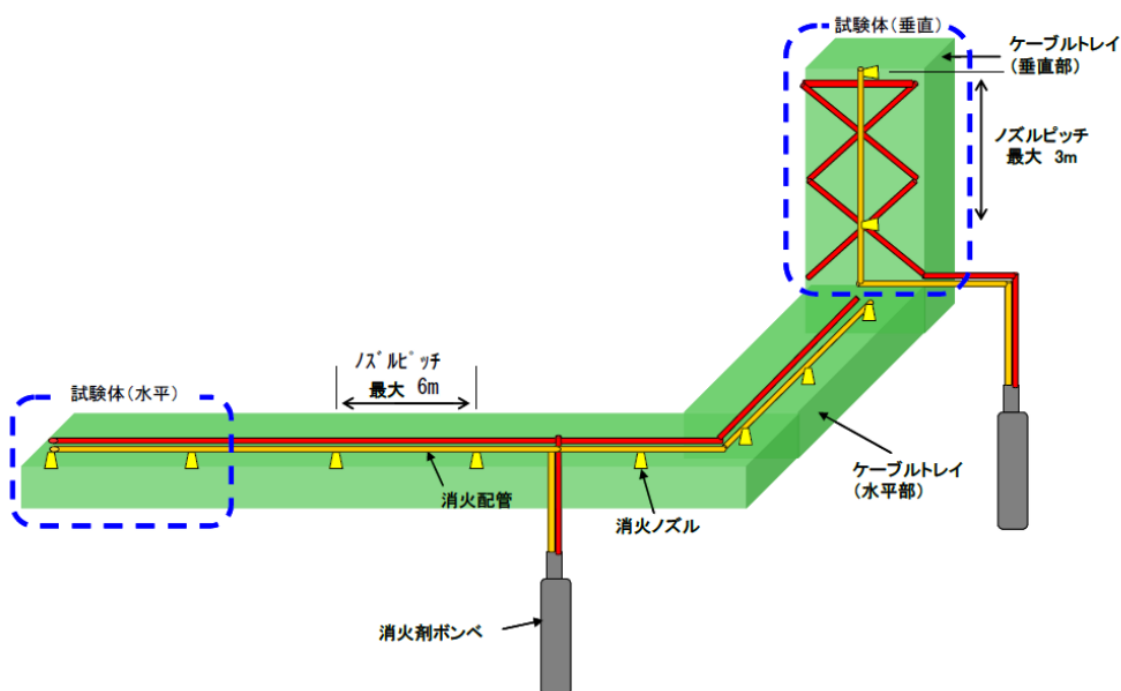 試験体(垂直)
ケーブルトレイ
(垂直部)
ノズルピッチ
最大 3m
ノズルピッチ
最大 6m
試験体(水平)
ケーブルトレイ
(水平部)
消火配管
消火ノズル
消火剤ボンベ